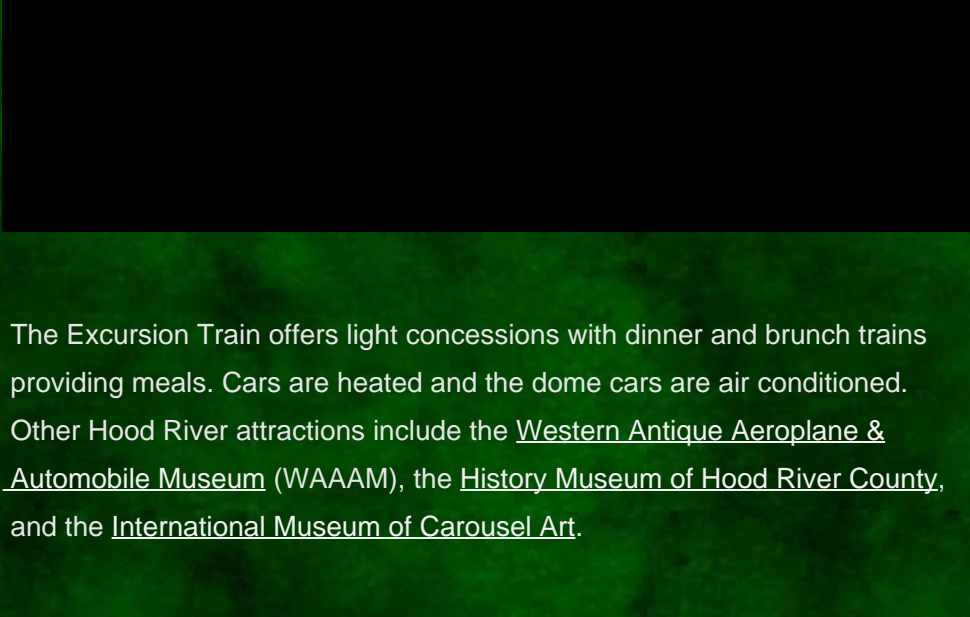 The Excursion Train offers light concessions with dinner and brunch trains
providing meals. Cars are heated and the dome cars are air conditioned.
Other Hood River attractions include the Western Antique Aeroplane &
Automobile Museum (WAAAM), the History Museum of Hood River County,
and the International Museum of Carousel Art.